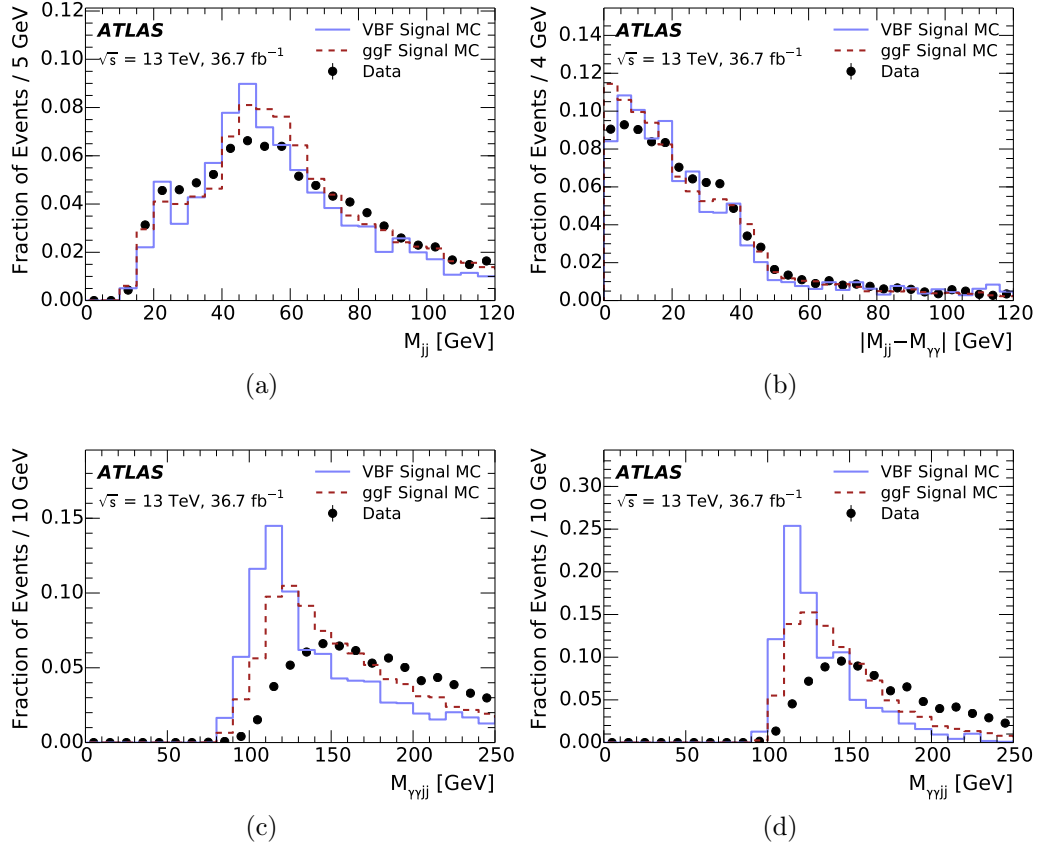 0.12
0.10
0.08
0.06
0.04
0.02
0.00
Fraction of Events / 5 GeV
ATLAS
√s = 13 TeV, 36.7 fb⁻¹
VBF Signal MC
ggF Signal MC
Data
0 20 40 60 80 100 120
M_jj [GeV]
(a)
0.14
0.12
0.10
0.08
0.06
0.04
0.02
0.00
Fraction of Events / 4 GeV
ATLAS
√s = 13 TeV, 36.7 fb⁻¹
VBF Signal MC
ggF Signal MC
Data
0 20 40 60 80 100 120
|M_jj−M_γγ| [GeV]
(b)
0.15
0.10
0.05
0.00
Fraction of Events / 10 GeV
ATLAS
√s = 13 TeV, 36.7 fb⁻¹
VBF Signal MC
ggF Signal MC
Data
0 50 100 150 200 250
M_γγjj [GeV]
(c)
0.30
0.25
0.20
0.15
0.10
0.05
0.00
Fraction of Events / 10 GeV
ATLAS
√s = 13 TeV, 36.7 fb⁻¹
VBF Signal MC
ggF Signal MC
Data
0 50 100 150 200 250
M_γγjj [GeV]
(d)